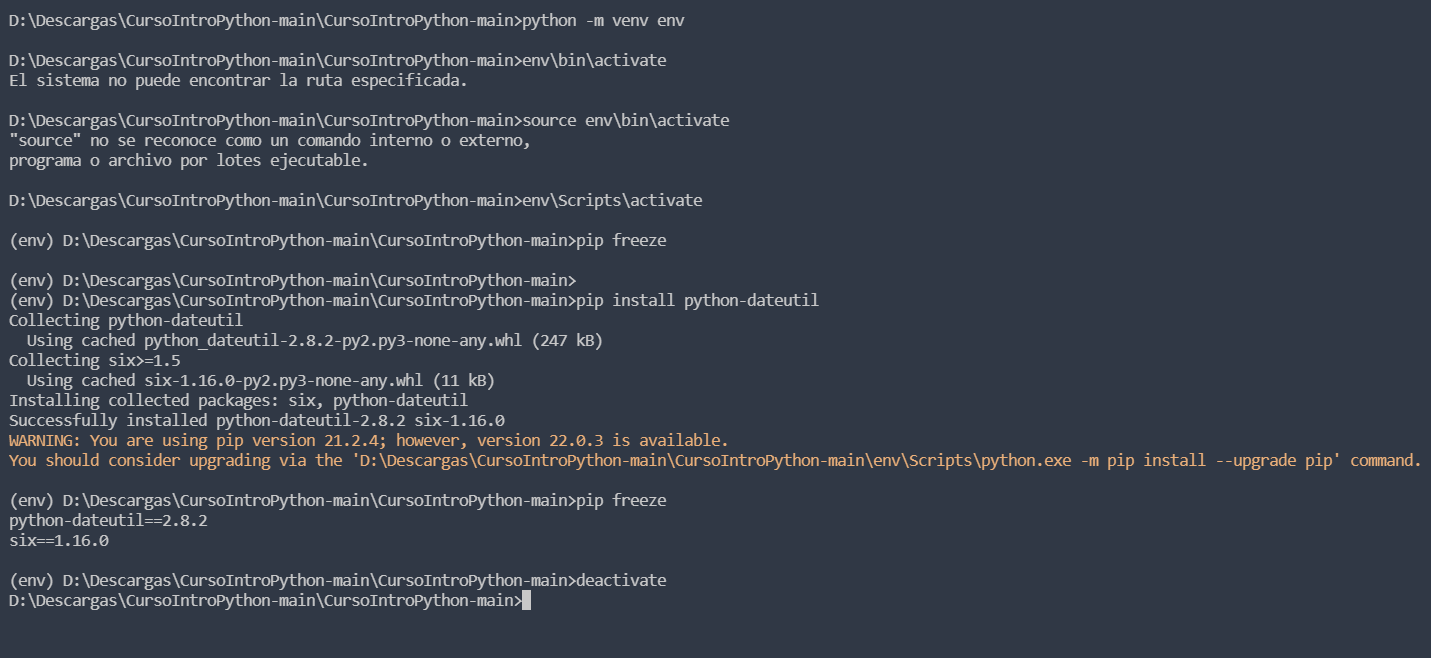 D:\Descargas\CursoIntroPython-main\CursoIntroPython-main>python -m venv env
D:\Descargas\CursoIntroPython-main\CursoIntroPython-main>env\bin\activate
El sistema no puede encontrar la ruta especificada.
D:\Descargas\CursoIntroPython-main\CursoIntroPython-main>source env\bin\activate
"source" no se reconoce como un comando interno o externo,
programa o archivo por lotes ejecutable.
D:\Descargas\CursoIntroPython-main\CursoIntroPython-main>env\Scripts\activate
(env) D:\Descargas\CursoIntroPython-main\CursoIntroPython-main>pip freeze
(env) D:\Descargas\CursoIntroPython-main\CursoIntroPython-main>
(env) D:\Descargas\CursoIntroPython-main\CursoIntroPython-main>pip install python-dateutil
Collecting python-dateutil
  Using cached python_dateutil-2.8.2-py2.py3-none-any.whl (247 kB)
Collecting six>=1.5
  Using cached six-1.16.0-py2.py3-none-any.whl (11 kB)
Installing collected packages: six, python-dateutil
Successfully installed python-dateutil-2.8.2 six-1.16.0
WARNING: You are using pip version 21.2.4; however, version 22.0.3 is available.
You should consider upgrading via the 'D:\Descargas\CursoIntroPython-main\CursoIntroPython-main\env\Scripts\python.exe -m pip install --upgrade pip' command.
(env) D:\Descargas\CursoIntroPython-main\CursoIntroPython-main>pip freeze
python-dateutil==2.8.2
six==1.16.0
(env) D:\Descargas\CursoIntroPython-main\CursoIntroPython-main>deactivate
D:\Descargas\CursoIntroPython-main\CursoIntroPython-main>